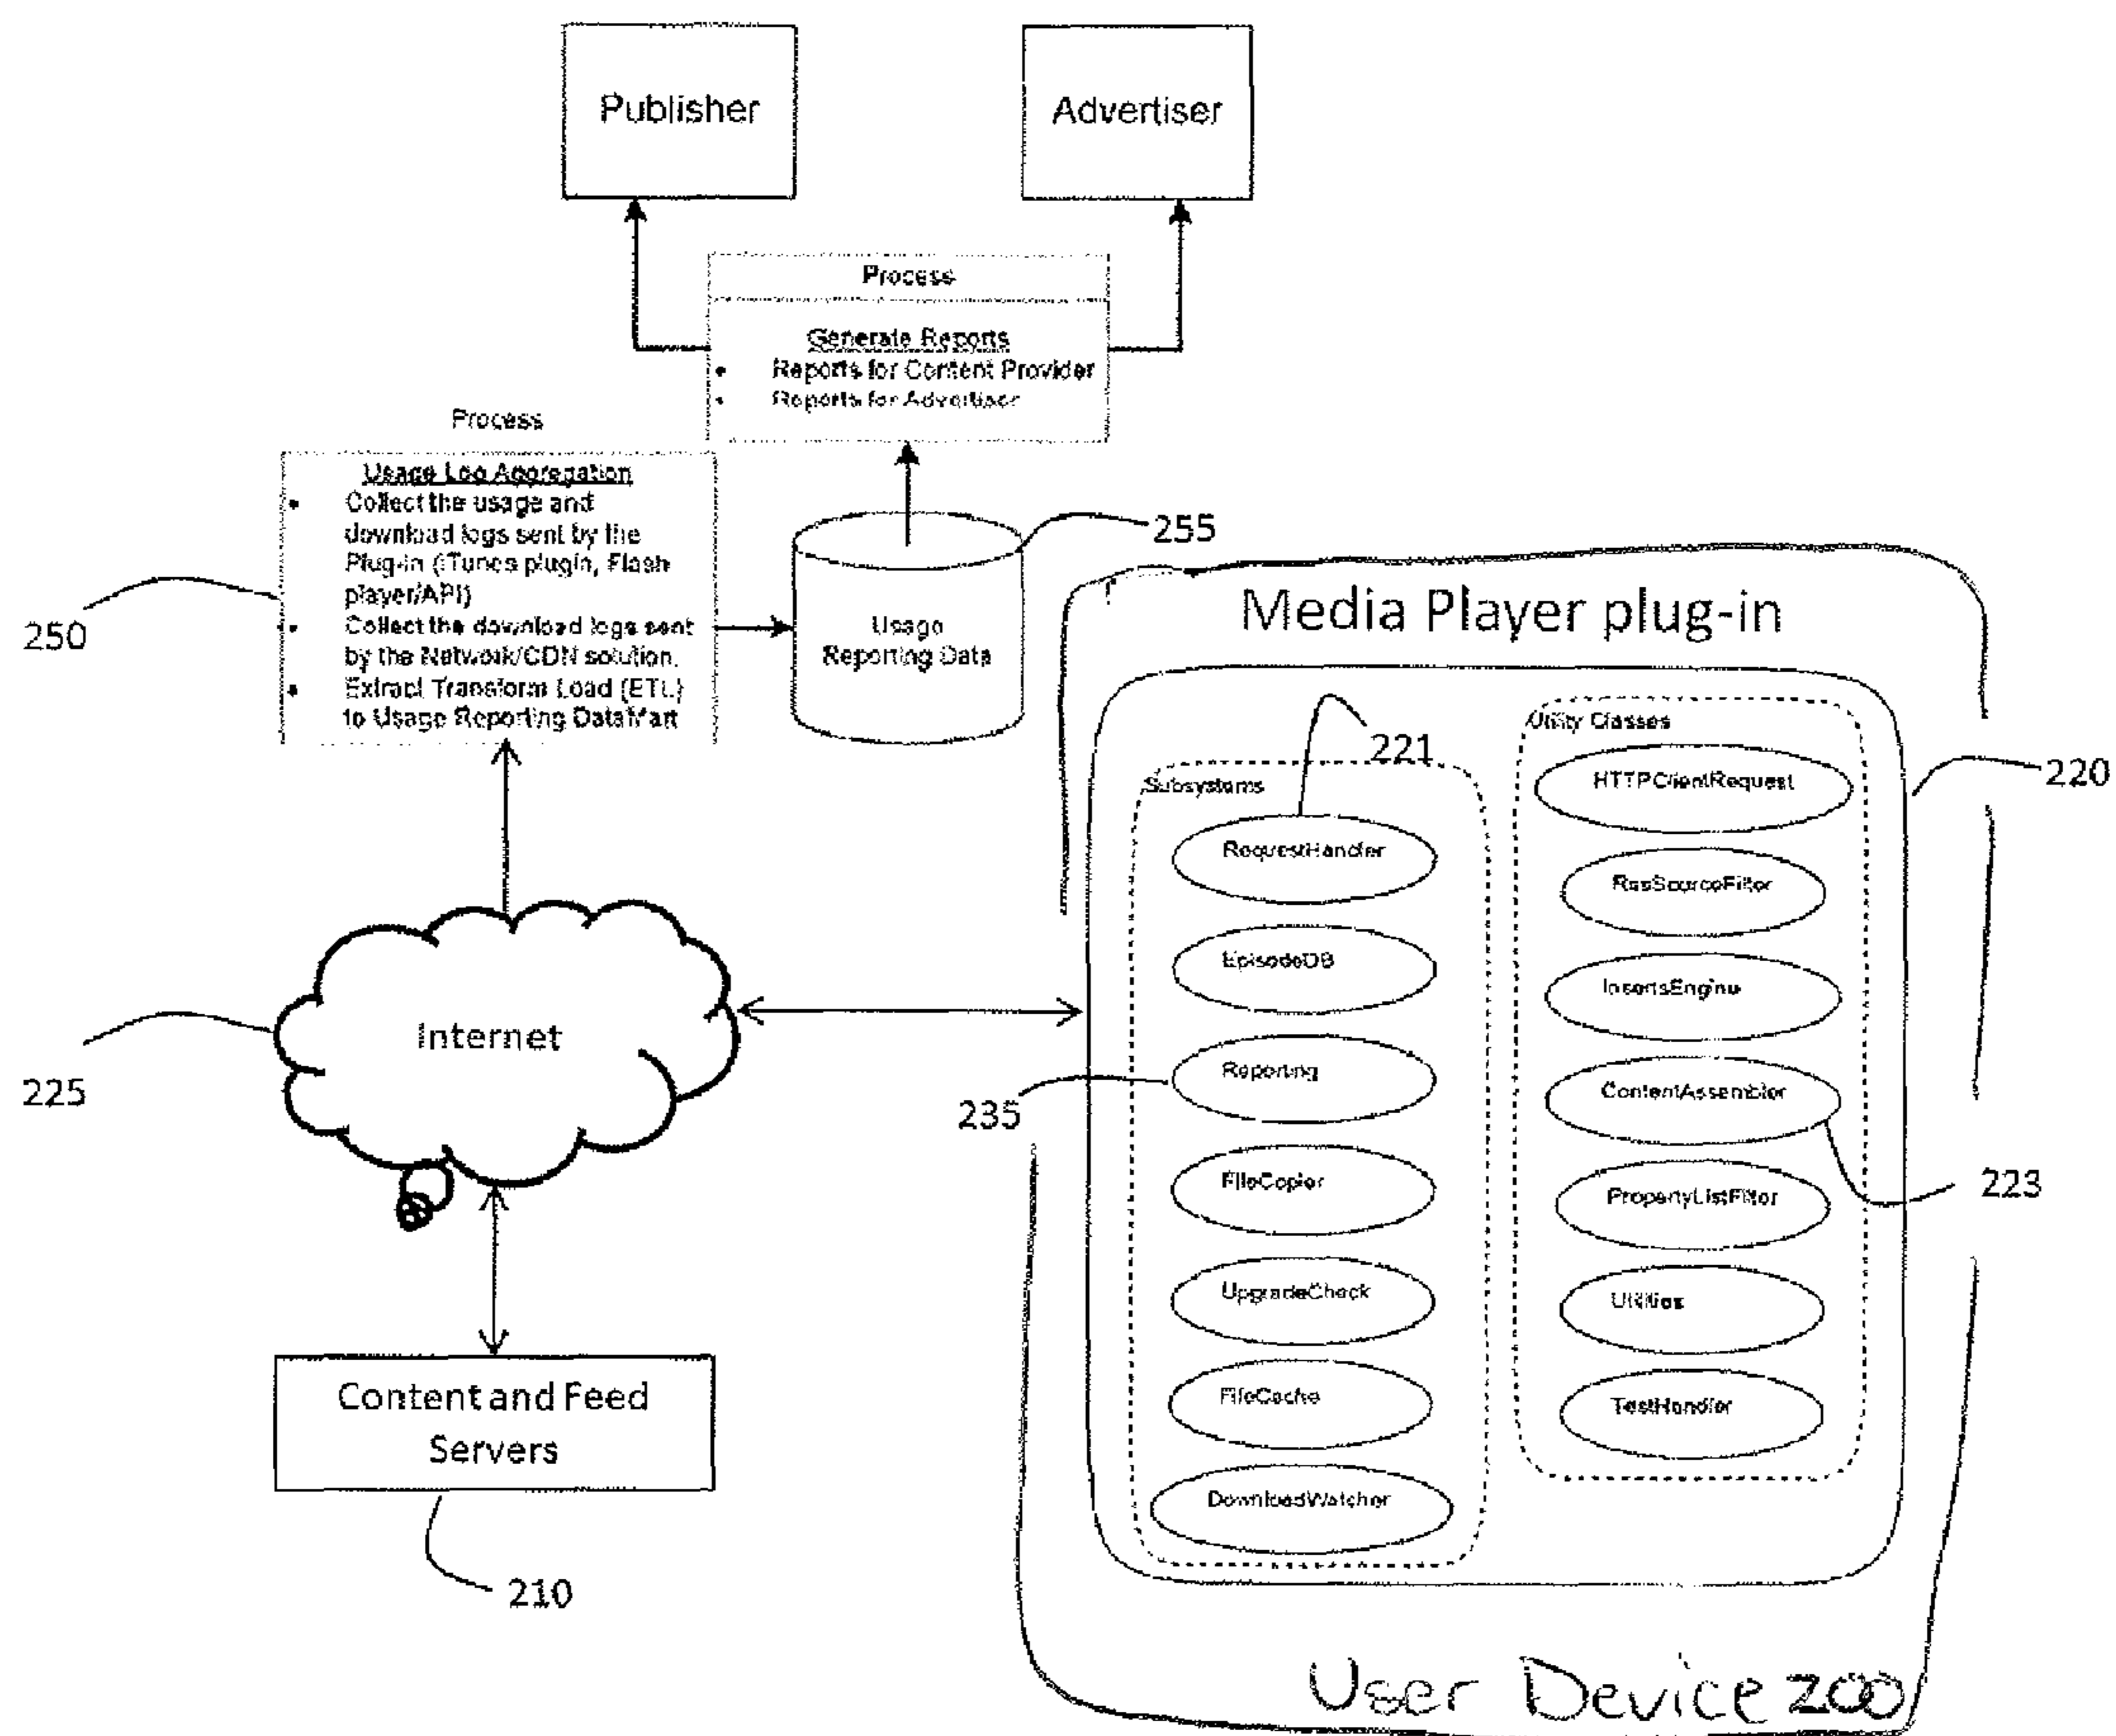 Publisher
Advertiser
Process
Generate Reports
• Reports for Content Provider
• Reports for Advertiser
Process
Usage Log Aggregation
• Collect the usage and
download logs sent by the
Plug-in (iTunes plugin, Flash
player/API)
• Collect the download logs sent
by the Network/CDN solution.
• Extract Transform Load (ETL)
to Usage Reporting DataMart
250
Usage
Reporting Data
255
Media Player plug-in
220
Subsystems
221
RequestHandler
EpisodeDB
Reporting
235
FileCopier
UpgradeCheck
FileCache
DownloadWatcher
Utility Classes
HTTPClientRequest
RssSourceFilter
InsertsEngine
ContentAssembler
223
PropertyListFilter
Utilities
TestHandler
Internet
225
Content and Feed
Servers
210
User Device 200